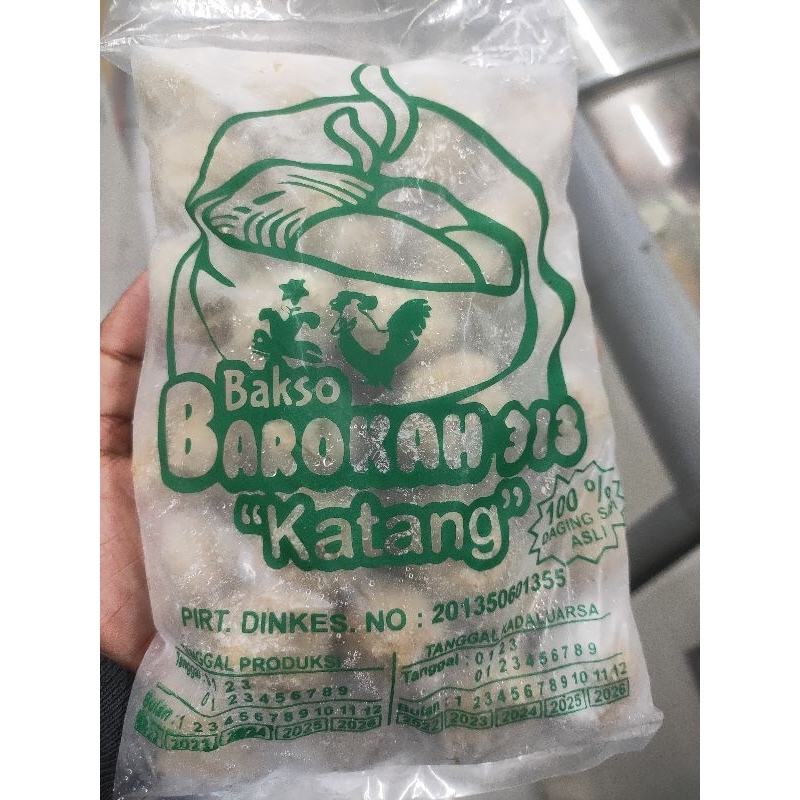 Bakso
BAROKAH 313
"Katang"
100 %
DAGING SA
ASLI
PIRT. DINKES. NO : 201350601355
TANGGAL PRODUKSI
Tanggal : 0 1 2 3
0 1 2 3 4 5 6 7 8 9
Bulan : 1 2 3 4 5 6 7 8 9 10 11 12
2022 2023 2024 2025 2026
TANGGAL KADALUARSA
Tanggal : 0 1 2 3
0 1 2 3 4 5 6 7 8 9
Bulan : 1 2 3 4 5 6 7 8 9 10 11 12
2022 2023 2024 2025 2026